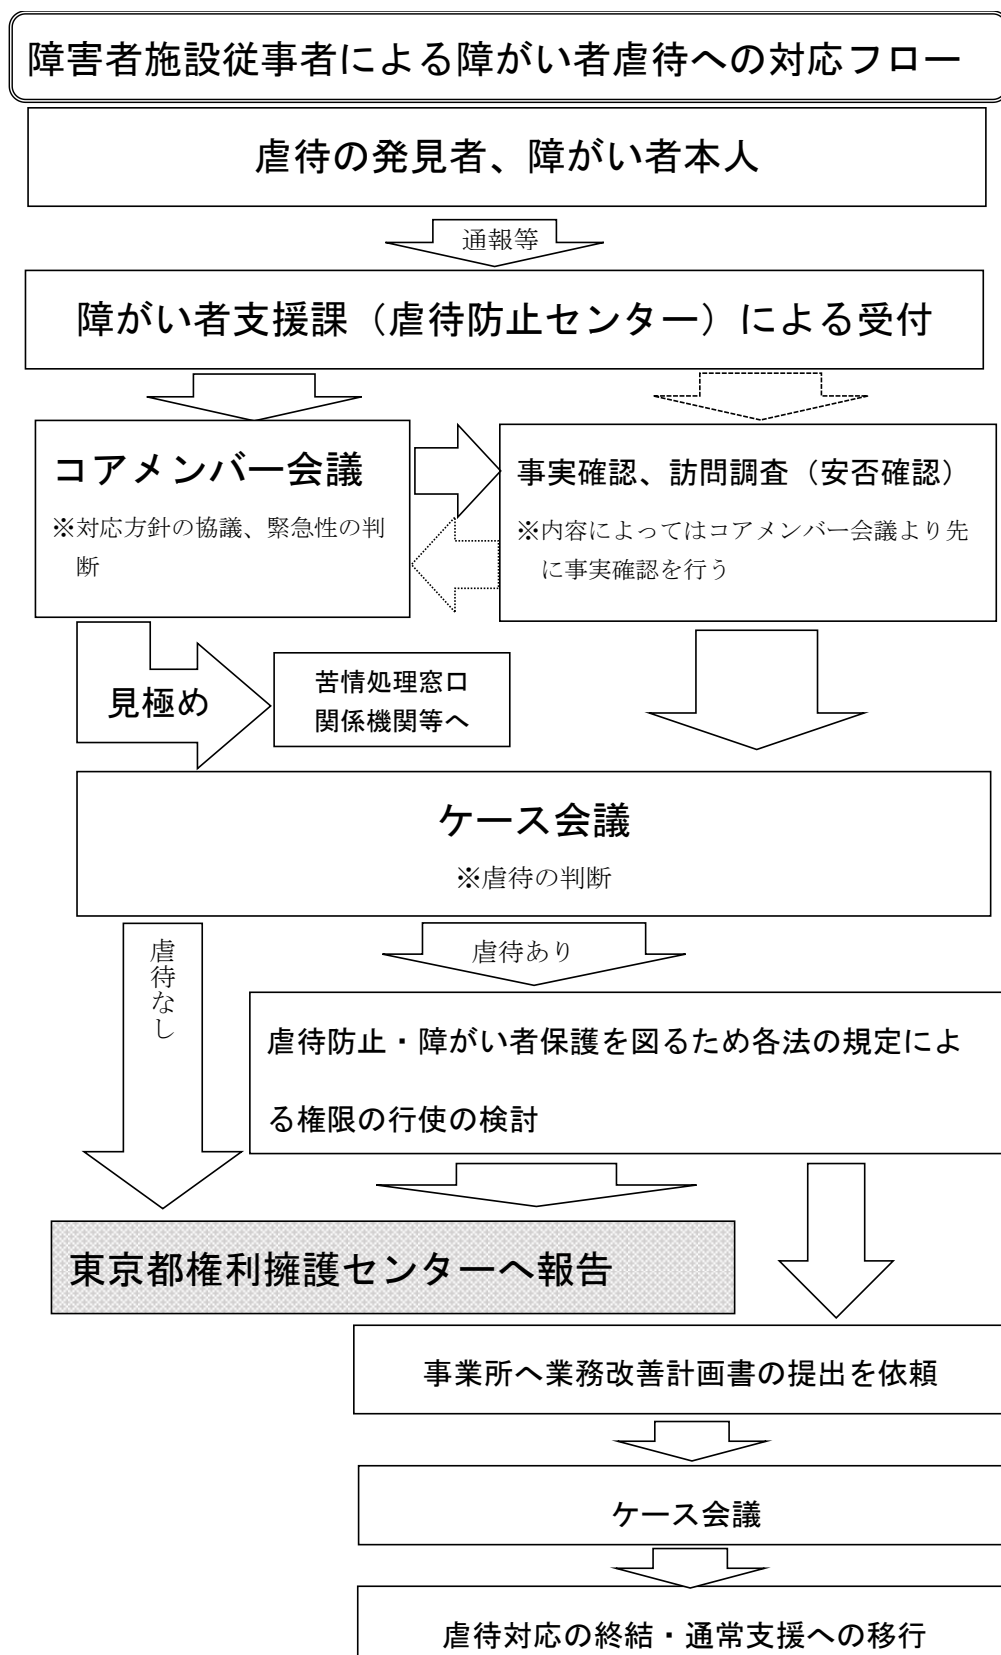 障害者施設従事者による障がい者虐待への対応フロー
虐待の発見者、障がい者本人
通報等
障がい者支援課（虐待防止センター）による受付
コアメンバー会議
※対応方針の協議、緊急性の判
断
事実確認、訪問調査（安否確認）
※内容によってはコアメンバー会議より先
に事実確認を行う
見極め
苦情処理窓口
関係機関等へ
ケース会議
※虐待の判断
虐待なし
虐待あり
虐待防止・障がい者保護を図るため各法の規定によ
る権限の行使の検討
東京都権利擁護センターへ報告
事業所へ業務改善計画書の提出を依頼
ケース会議
虐待対応の終結・通常支援への移行